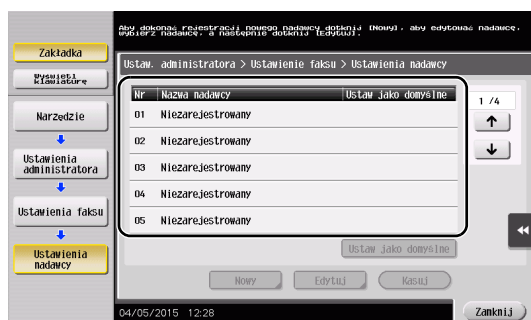 Aby dokonać rejestracji nowego nadawcy dotknij [Nowy]. aby edytować nadawcę,
wybierz nadawcę, a następnie dotknij [Edytuj].
Zakładka
Wyświetl
klawiaturę
Narzędzie
Ustawienia
administratora
Ustawienia faksu
Ustawienia
nadawcy
Ustaw. administratora > Ustawienie faksu > Ustawienia nadawcy
Nr Nazwa nadawcy Ustaw jako domyślne
01 Niezarejestrowany
02 Niezarejestrowany
03 Niezarejestrowany
04 Niezarejestrowany
05 Niezarejestrowany
1 /4
Ustaw jako domyślne
Nowy Edytuj Kasuj
04/05/2015 12:28 Zamknij